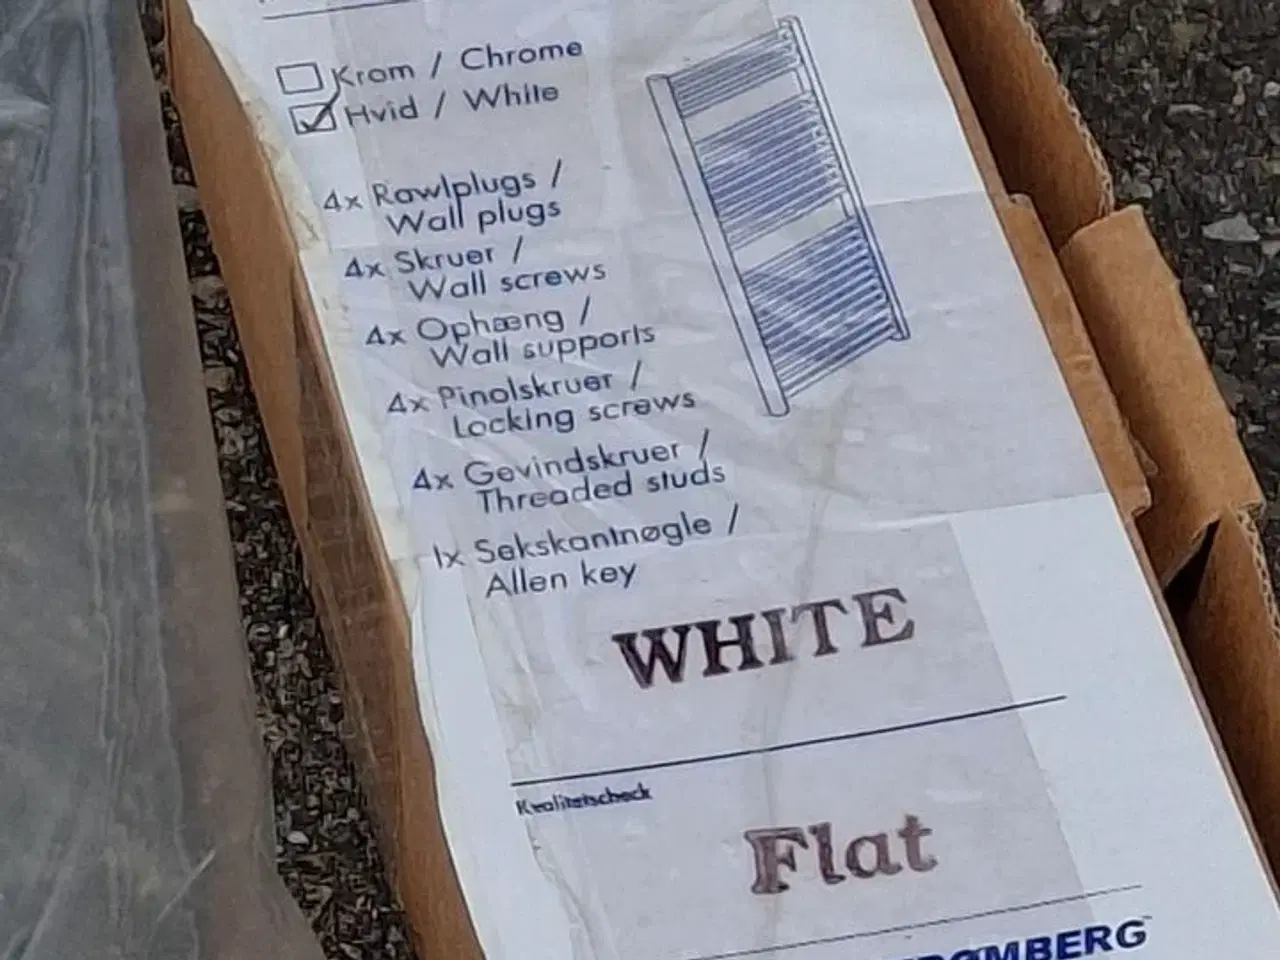 Krom / Chrome
Hvid / White
4x Rawlplugs /
Wall plugs
4x Skruer /
Wall screws
4x Ophæng /
Wall supports
4x Pinolskruer /
Locking screws
4x Gevindskruer /
Threaded studs
1x Sekskantnøgle /
Allen key
WHITE
Kvalitetscheck
Flat